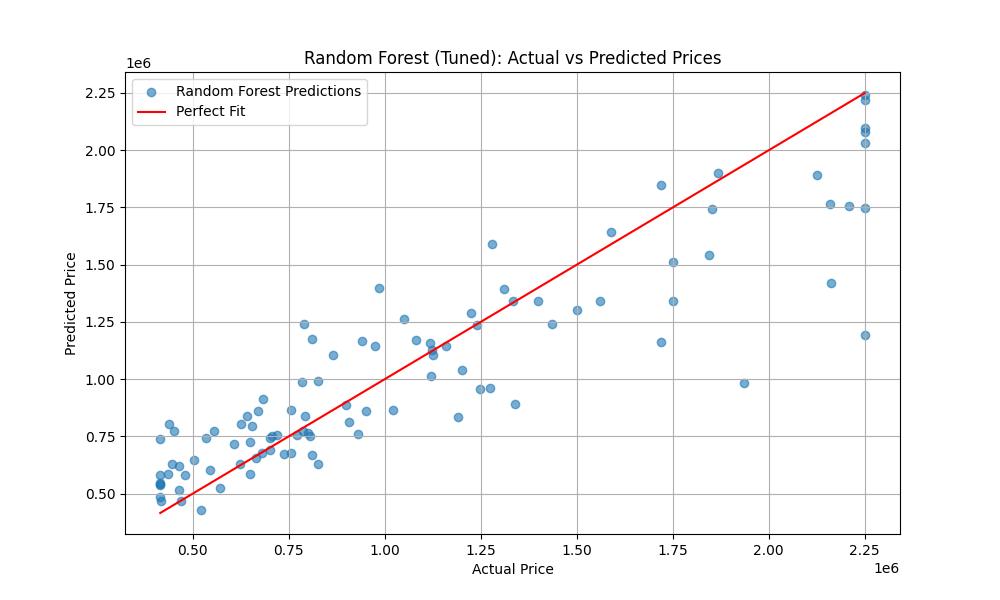 Random Forest (Tuned): Actual vs Predicted Prices
1e6
Random Forest Predictions
Perfect Fit
2.25
2.00
1.75
1.50
1.25
1.00
0.75
0.50
Predicted Price
0.50 0.75 1.00 1.25 1.50 1.75 2.00 2.25
1e6
Actual Price